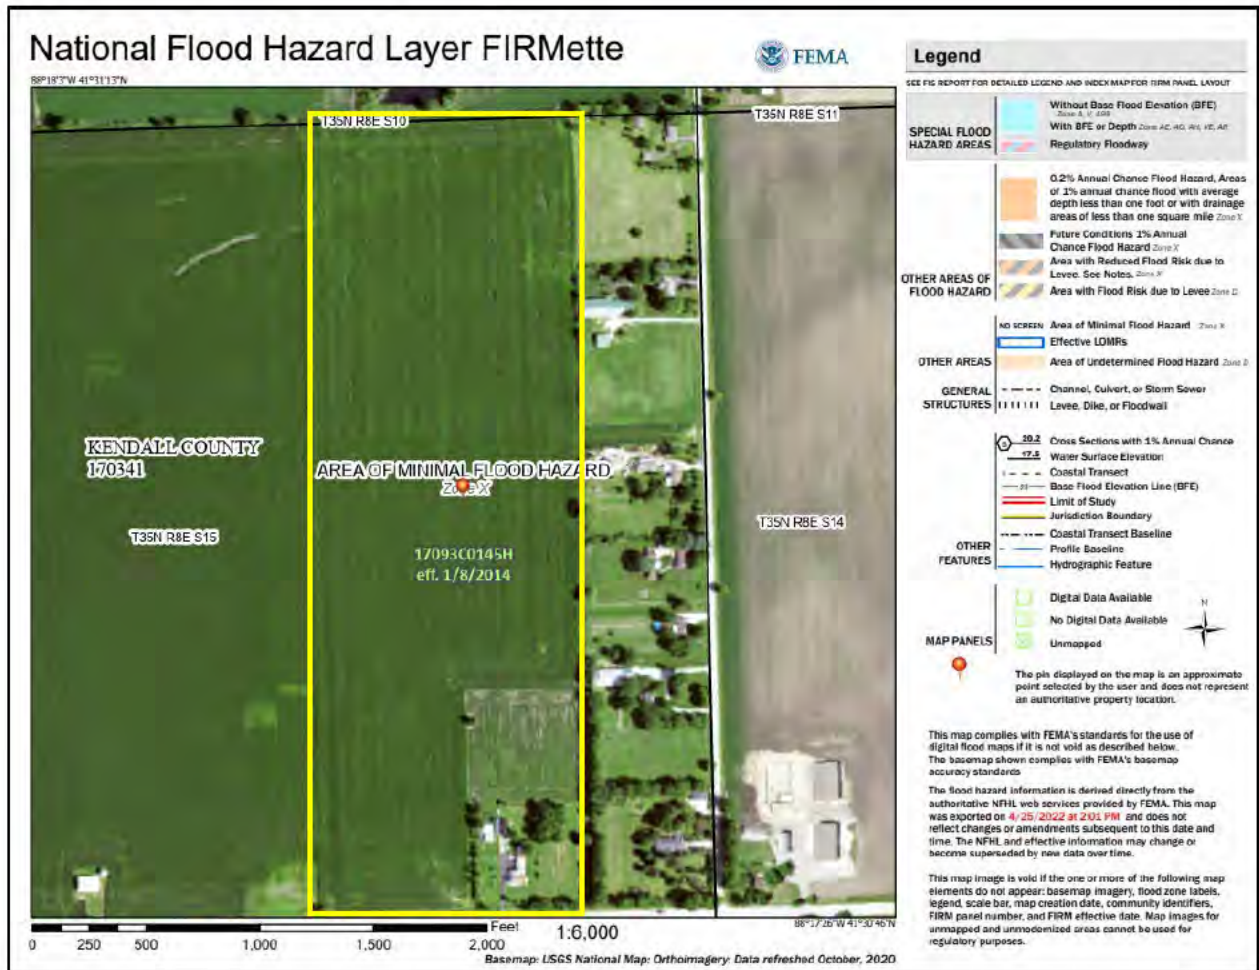 National Flood Hazard Layer FIRMette
FEMA
88°18'3"W 41°31'13"N
T35N R8E S10
T35N R8E S11
KENDALL COUNTY
170341
AREA OF MINIMAL FLOOD HAZARD
Zone X
T35N R8E S15
T35N R8E S14
17093C0145H
eff. 1/8/2014
88°17'26"W 41°30'46"N
Feet
1:6,000
0 250 500 1,000 1,500 2,000
Basemap: USGS National Map: Orthoimagery: Data refreshed October, 2020
Legend
SEE FIS REPORT FOR DETAILED LEGEND AND INDEX MAP FOR FIRM PANEL LAYOUT
SPECIAL FLOOD
HAZARD AREAS
Without Base Flood Elevation (BFE)
Zone A, V, A99
With BFE or Depth Zone AE, AO, AH, VE, AR
Regulatory Floodway
OTHER AREAS OF
FLOOD HAZARD
0.2% Annual Chance Flood Hazard, Areas
of 1% annual chance flood with average
depth less than one foot or with drainage
areas of less than one square mile Zone X
Future Conditions 1% Annual
Chance Flood Hazard Zone X
Area with Reduced Flood Risk due to
Levee. See Notes. Zone X
Area with Flood Risk due to Levee Zone D
OTHER AREAS
NO SCREEN Area of Minimal Flood Hazard Zone X
Effective LOMRs
Area of Undetermined Flood Hazard Zone D
GENERAL
STRUCTURES
Channel, Culvert, or Storm Sewer
Levee, Dike, or Floodwall
OTHER
FEATURES
20.2 Cross Sections with 1% Annual Chance
17.5 Water Surface Elevation
Coastal Transect
Base Flood Elevation Line (BFE)
Limit of Study
Jurisdiction Boundary
Coastal Transect Baseline
Profile Baseline
Hydrographic Feature
MAP PANELS
Digital Data Available
No Digital Data Available
Unmapped
N
The pin displayed on the map is an approximate
point selected by the user and does not represent
an authoritative property location.
This map complies with FEMA's standards for the use of
digital flood maps if it is not void as described below.
The basemap shown complies with FEMA's basemap
accuracy standards
The flood hazard information is derived directly from the
authoritative NFHL web services provided by FEMA. This map
was exported on 4/25/2022 at 2:01 PM and does not
reflect changes or amendments subsequent to this date and
time. The NFHL and effective information may change or
become superseded by new data over time.
This map image is void if the one or more of the following map
elements do not appear: basemap imagery, flood zone labels,
legend, scale bar, map creation date, community identifiers,
FIRM panel number, and FIRM effective date. Map images for
unmapped and unmodernized areas cannot be used for
regulatory purposes.